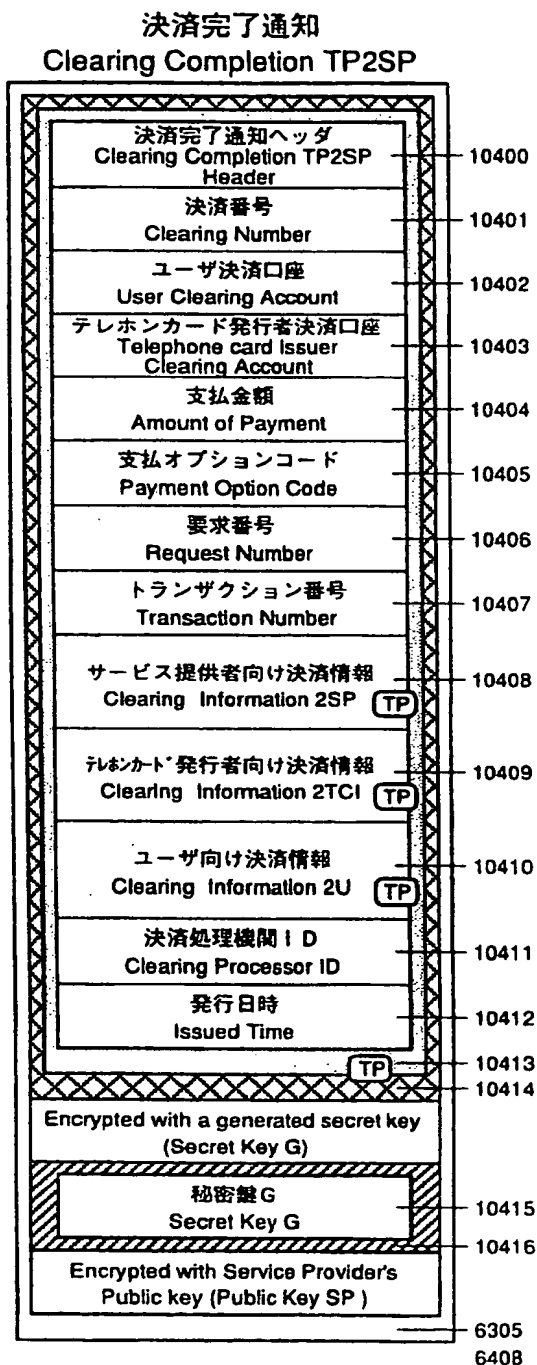 決済完了通知
Clearing Completion TP2SP
決済完了通知ヘッダ
Clearing Completion TP2SP
Header
10400
決済番号
Clearing Number
10401
ユーザ決済口座
User Clearing Account
10402
テレホンカード発行者決済口座
Telephone card Issuer
Clearing Account
10403
支払金額
Amount of Payment
10404
支払オプションコード
Payment Option Code
10405
要求番号
Request Number
10406
トランザクション番号
Transaction Number
10407
サービス提供者向け決済情報
Clearing Information 2SP
TP
10408
テレホンカード発行者向け決済情報
Clearing Information 2TCI
TP
10409
ユーザ向け決済情報
Clearing Information 2U
TP
10410
決済処理機関ID
Clearing Processor ID
10411
発行日時
Issued Time
10412
TP
10413
10414
Encrypted with a generated secret key
(Secret Key G)
秘密鍵G
Secret Key G
10415
10416
Encrypted with Service Provider's
Public key (Public Key SP )
6305
6408